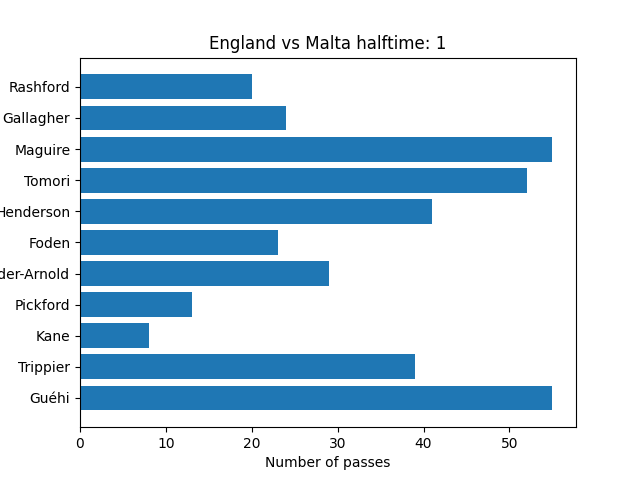 England vs Malta halftime: 1
Rashford
Gallagher
Maguire
Tomori
Henderson
Foden
der-Arnold
Pickford
Kane
Trippier
Guéhi
0 10 20 30 40 50
Number of passes